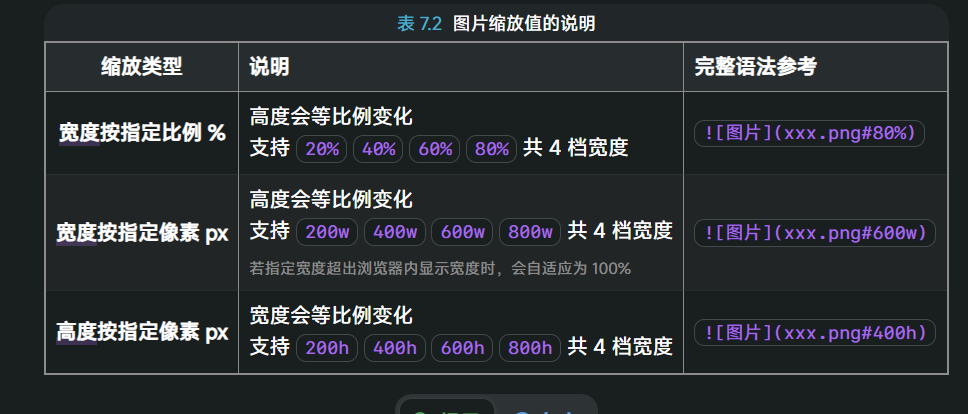 表 7.2 图片缩放值的说明
缩放类型 说明 完整语法参考
宽度按指定比例 %
高度会等比例变化
支持 20% 40% 60% 80% 共 4 档宽度
![图片](xxx.png#80%)
宽度按指定像素 px
高度会等比例变化
支持 200w 400w 600w 800w 共 4 档宽度
若指定宽度超出浏览器内显示宽度时，会自适应为 100%
![图片](xxx.png#600w)
高度按指定像素 px
宽度会等比例变化
支持 200h 400h 600h 800h 共 4 档宽度
![图片](xxx.png#400h)